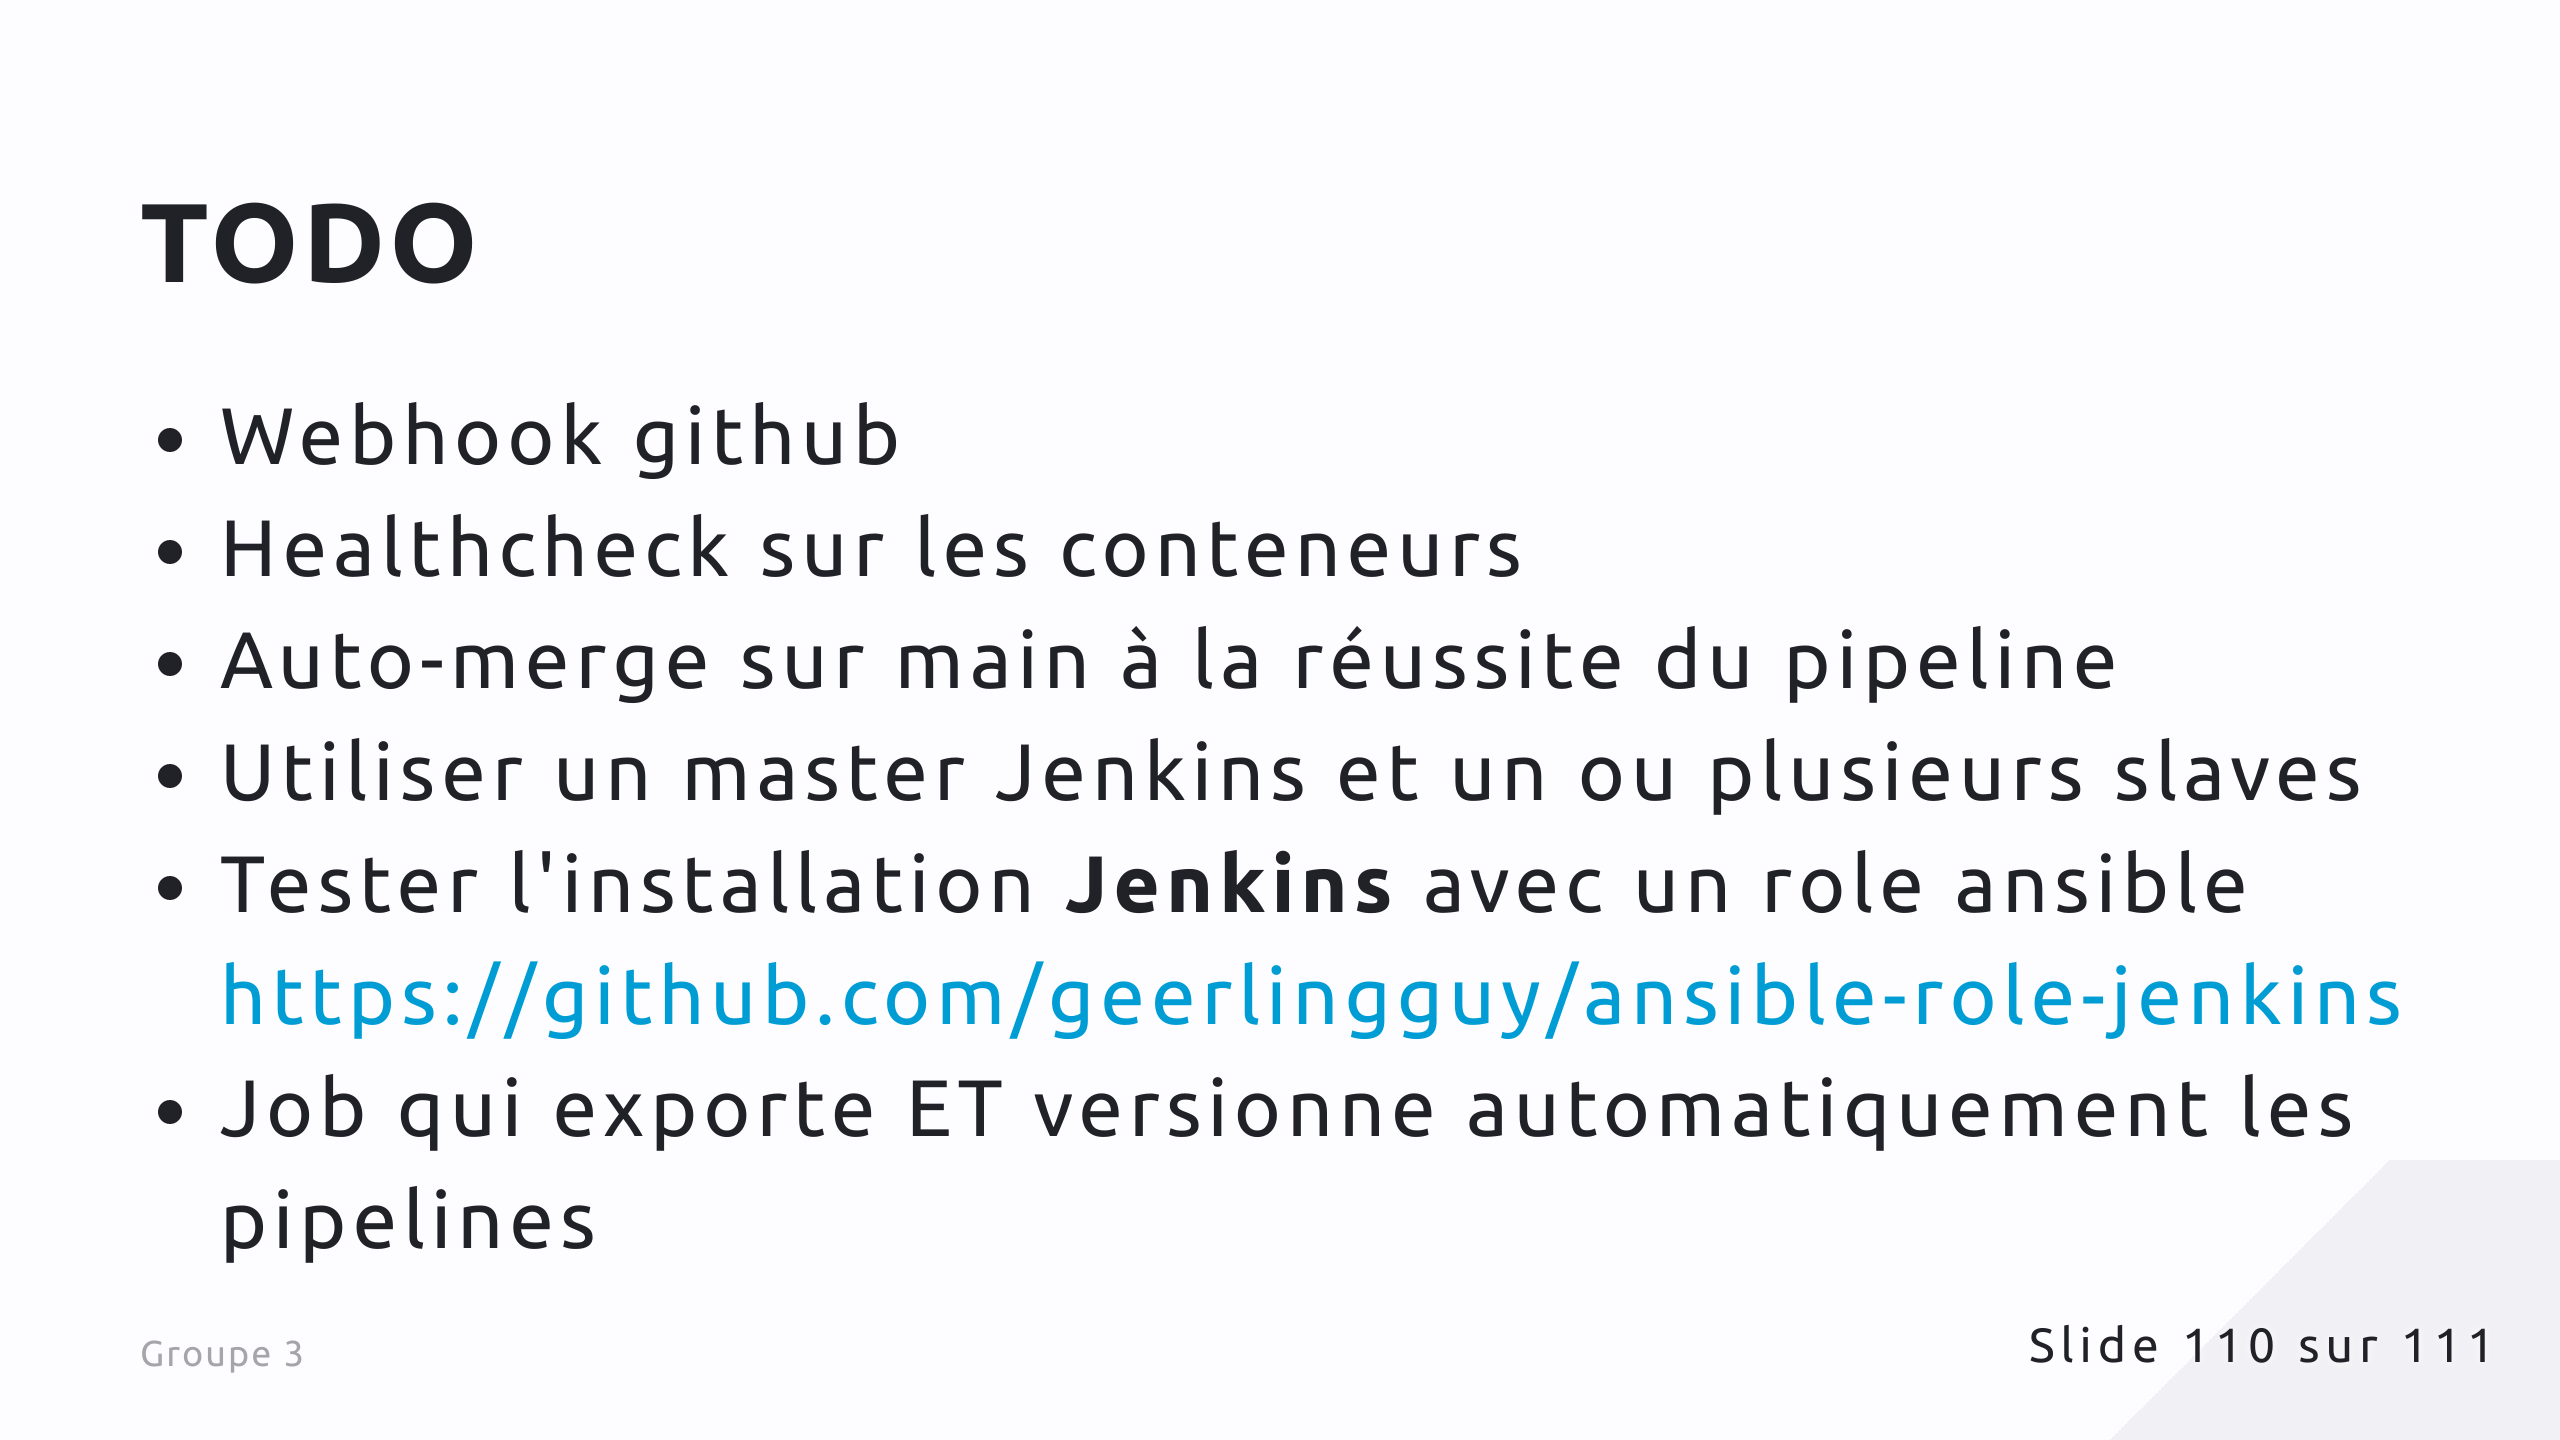 TODO
• Webhook github
• Healthcheck sur les conteneurs
• Auto-merge sur main à la réussite du pipeline
• Utiliser un master Jenkins et un ou plusieurs slaves
• Tester l'installation Jenkins avec un role ansible
https://github.com/geerlingguy/ansible-role-jenkins
• Job qui exporte ET versionne automatiquement les
pipelines
Groupe 3
Slide 110 sur 111